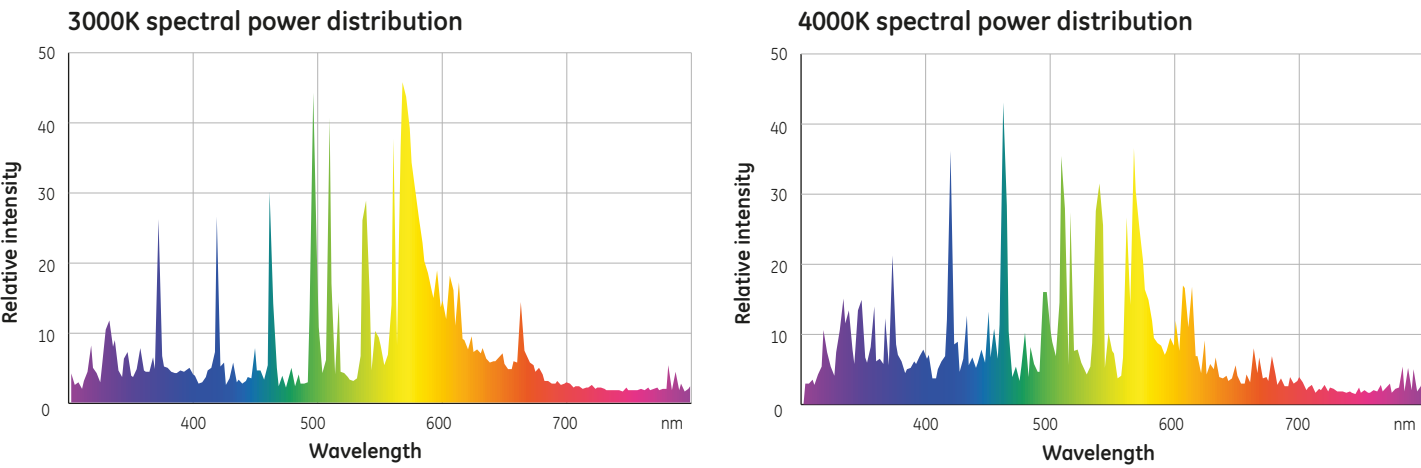 3000K spectral power distribution
50
40
30
20
10
0
400 500 600 700 nm
Wavelength
Relative intensity
4000K spectral power distribution
50
40
30
20
10
0
400 500 600 700 nm
Wavelength
Relative intensity